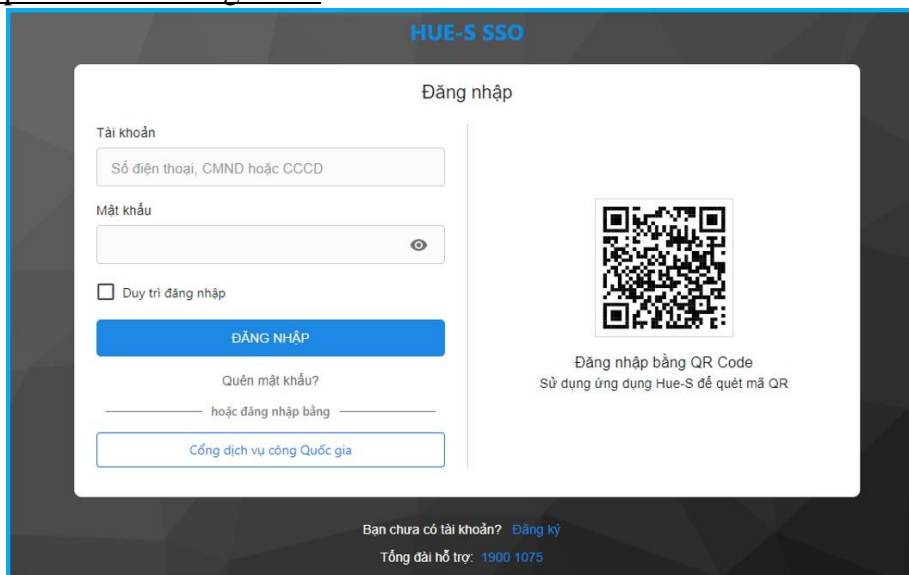 HUE-S SSO
Đăng nhập
Tài khoản
Số điện thoại, CMND hoặc CCCD
Mật khẩu
Duy trì đăng nhập
ĐĂNG NHẬP
Quên mật khẩu?
hoặc đăng nhập bằng
Cổng dịch vụ công Quốc gia
Đăng nhập bằng QR Code
Sử dụng ứng dụng Hue-S để quét mã QR
Bạn chưa có tài khoản? Đăng ký
Tổng đài hỗ trợ: 1900 1075